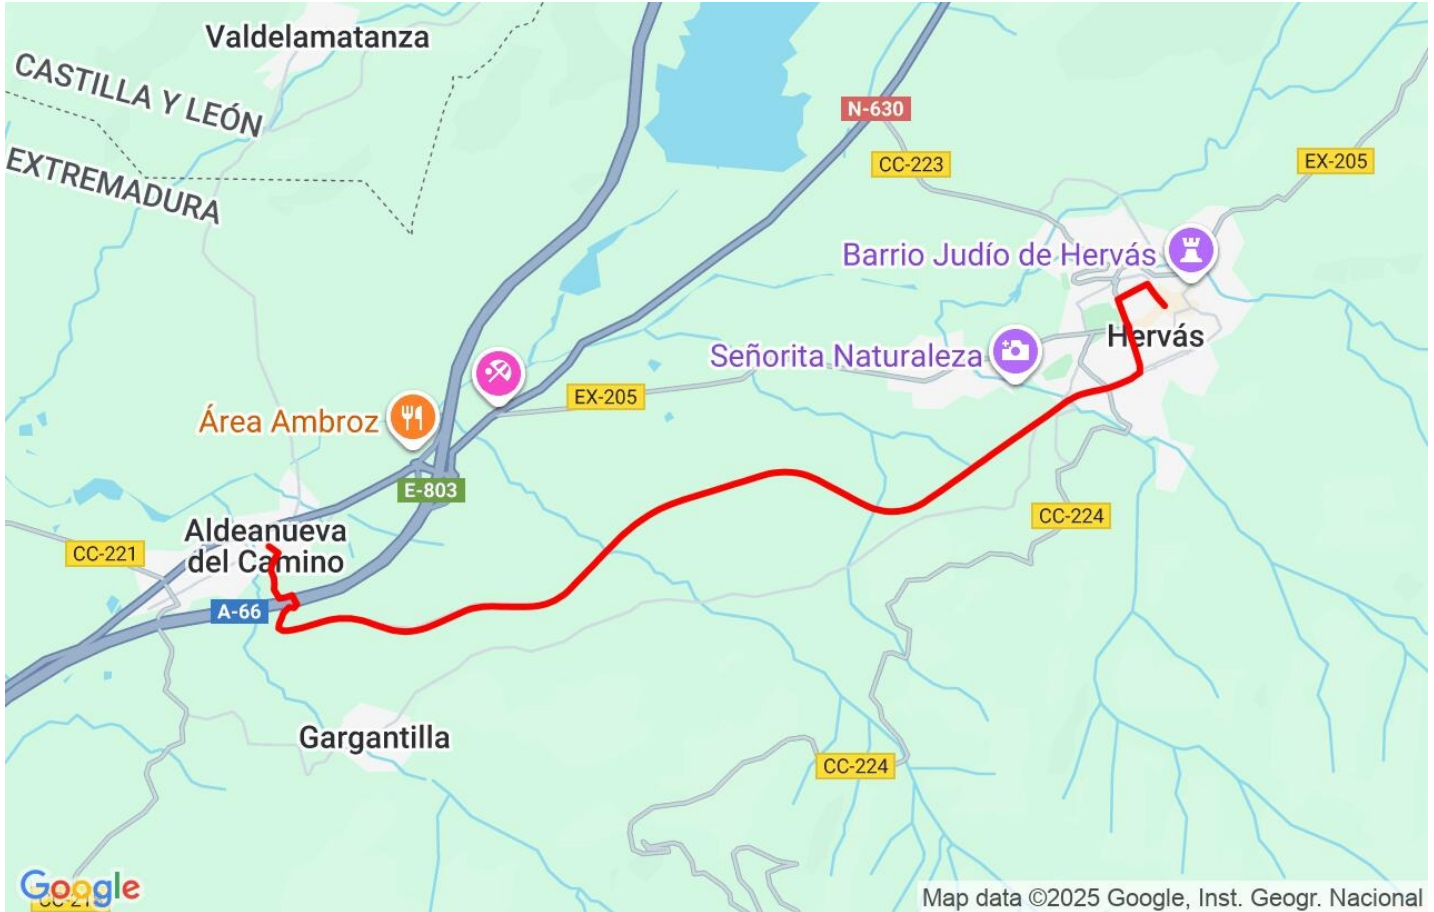 Valdelamatanza
CASTILLA Y LEÓN
EXTREMADURA
N-630
CC-223
EX-205
Barrio Judío de Hervás
Hervás
Señorita Naturaleza
EX-205
Área Ambroz
E-803
Aldeanueva
del Camino
CC-221
A-66
CC-224
Gargantilla
CC-224
Google
Map data ©2025 Google, Inst. Geogr. Nacional